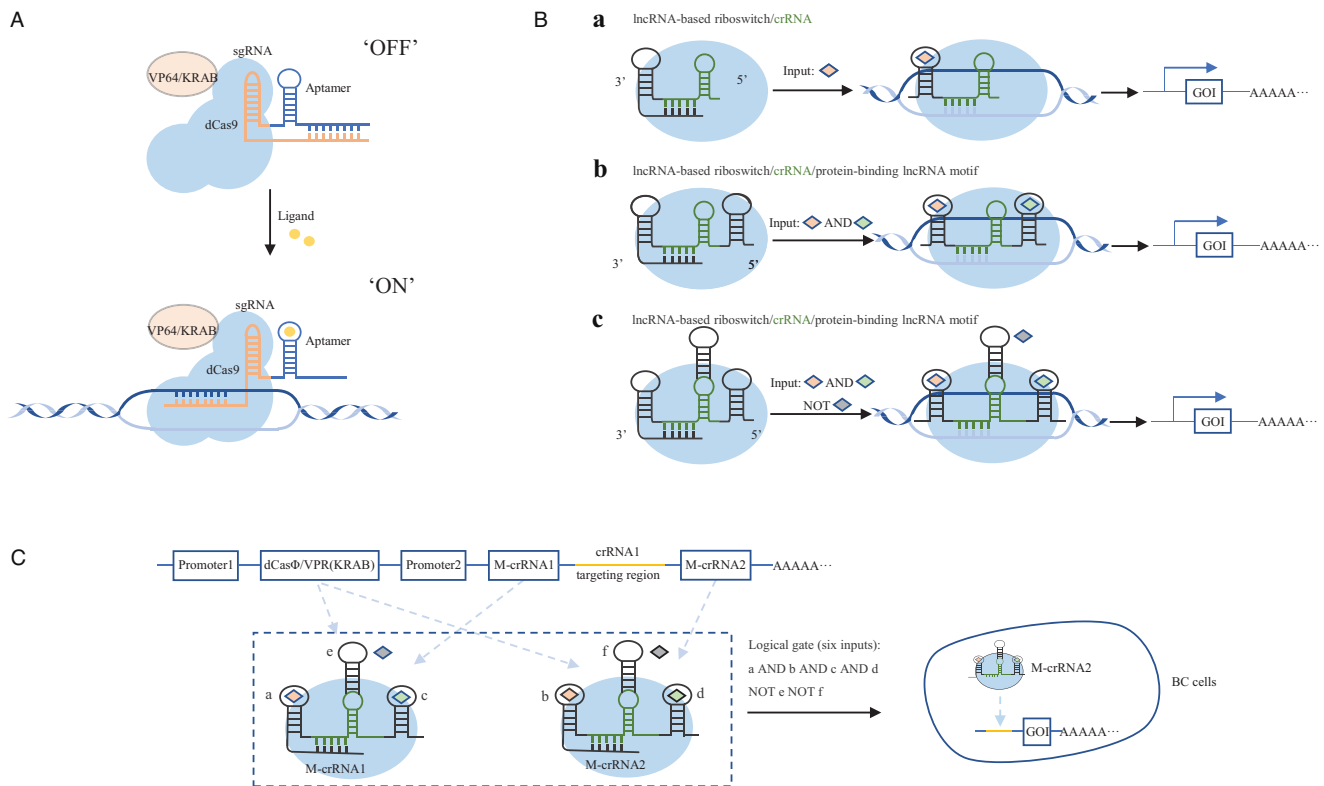 A
'OFF'
sgRNA
VP64/KRAB
Aptamer
dCas9
Ligand
'ON'
sgRNA
VP64/KRAB
Aptamer
dCas9
B
a
lncRNA-based riboswitch/crRNA
3' 5'
Input:
GOI AAAAA···
b
lncRNA-based riboswitch/crRNA/protein-binding lncRNA motif
Input: AND
3' 5'
GOI AAAAA···
c
lncRNA-based riboswitch/crRNA/protein-binding lncRNA motif
Input: AND
NOT
3' 5'
GOI AAAAA···
C
Promoter1 dCasΦ/VPR(KRAB) Promoter2 M-crRNA1 crRNA1 M-crRNA2 AAAAA···
targeting region
e
a c
M-crRNA1
f
b d
M-crRNA2
Logical gate (six inputs):
a AND b AND c AND d
NOT e NOT f
M-crRNA2
BC cells
GOI AAAAA···